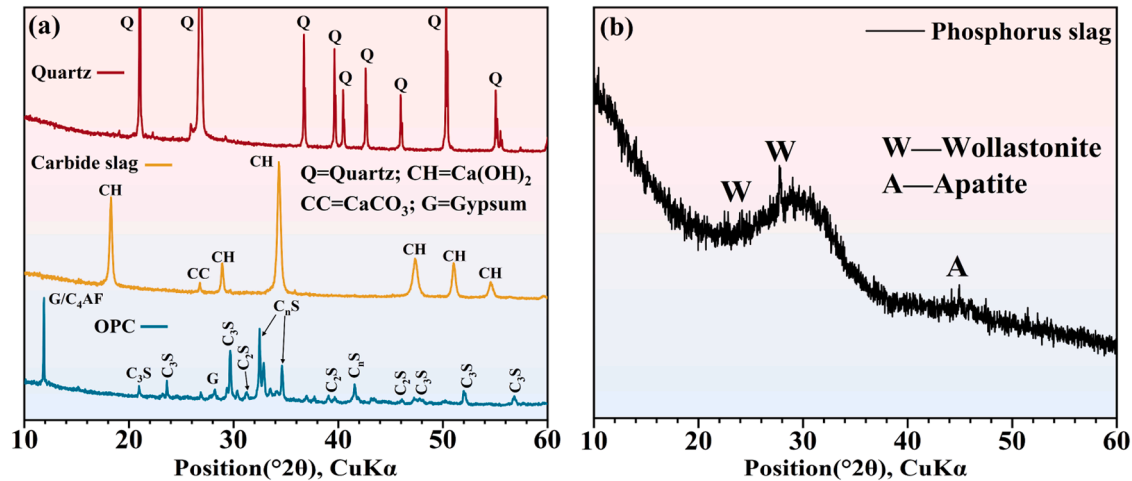 (a)
Q Q Q Q Q Q Q Q Q
Quartz
Carbide slag
Q=Quartz; CH=Ca(OH)₂
CC=CaCO₃; G=Gypsum
CH CC CH CH CH CH CH
G/C₄AF
OPC
C₃S C₃S G C₃S C₂S CₙS C₂S CₙS C₂S C₃S C₃S C₃S
10 20 30 40 50 60
Position(°2θ), CuKα
(b)
Phosphorus slag
W—Wollastonite
A—Apatite
W W A
10 20 30 40 50 60
Position(°2θ), CuKα